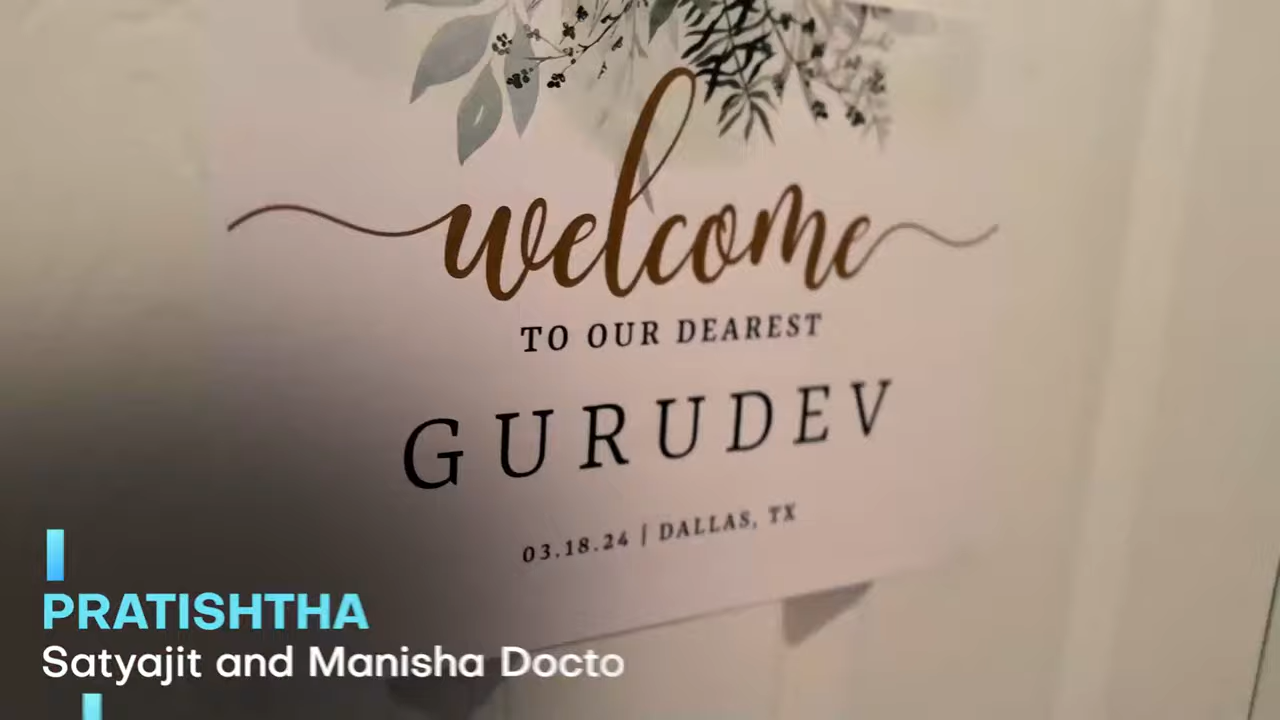 welcome
TO OUR DEAREST
GURUDEV
03.18.24 | DALLAS, TX
PRATISHTHA
Satyajit and Manisha Docto